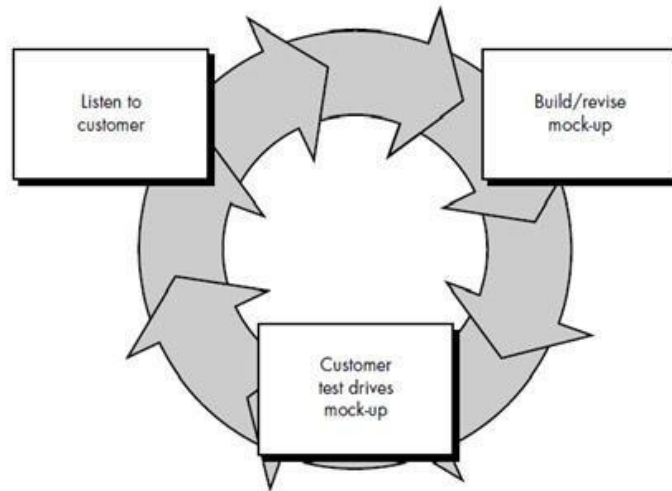 Listen to
customer
Build/revise
mock-up
Customer
test drives
mock-up